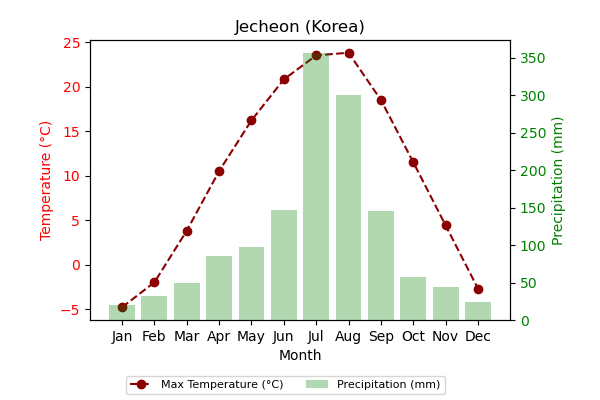 Jecheon (Korea)
25
20
15
10
5
0
−5
Temperature (°C)
350
300
250
200
150
100
50
0
Precipitation (mm)
Jan Feb Mar Apr May Jun Jul Aug Sep Oct Nov Dec
Month
Max Temperature (°C) Precipitation (mm)